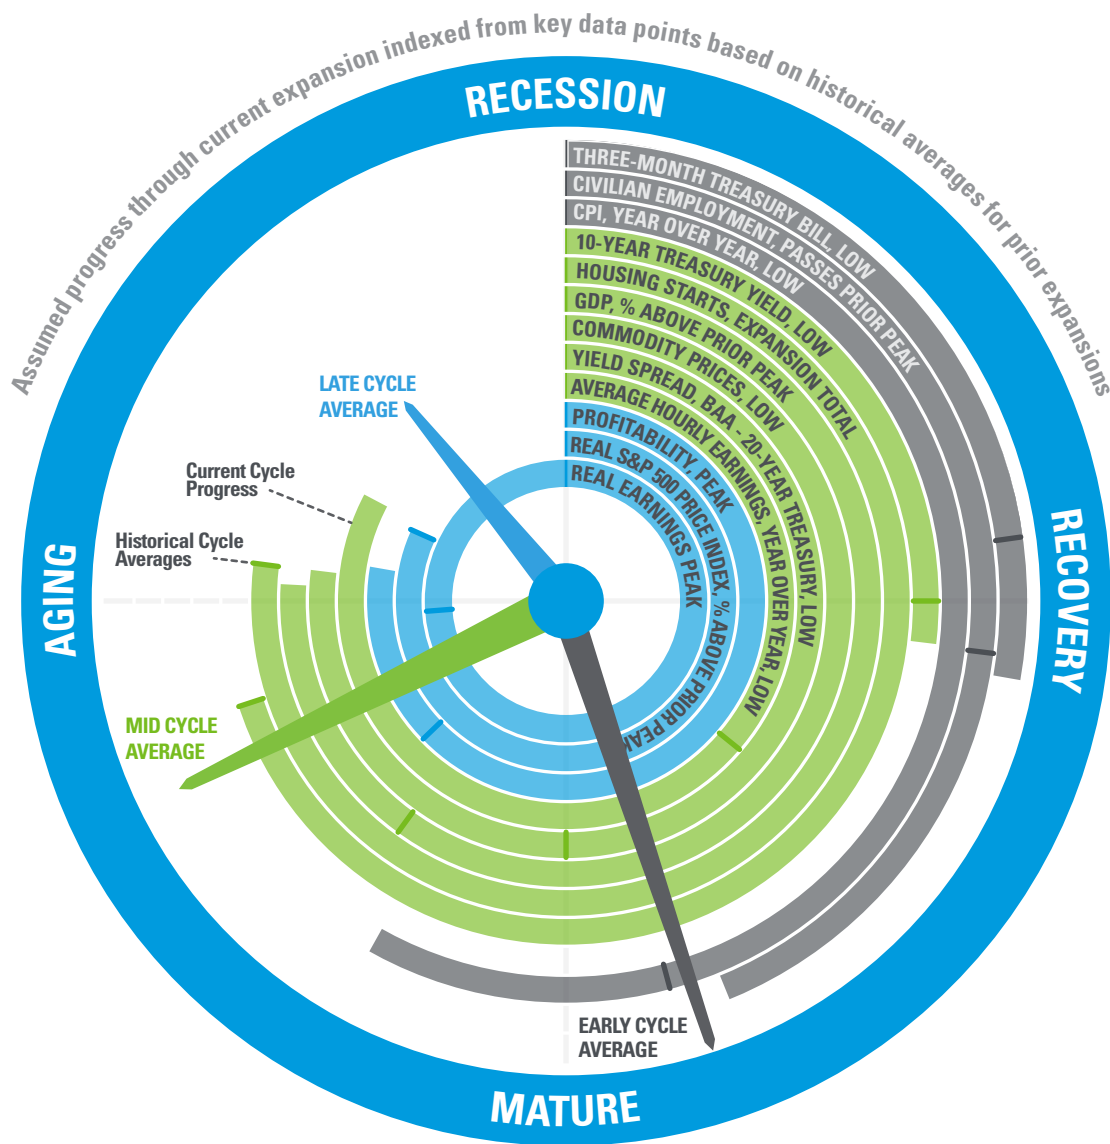 Assumed progress through current expansion indexed from key data points based on historical averages for prior expansions
RECESSION
THREE-MONTH TREASURY BILL, LOW
CIVILIAN EMPLOYMENT, PASSES PRIOR PEAK
CPI, YEAR OVER YEAR, LOW
10-YEAR TREASURY YIELD, LOW
HOUSING STARTS, EXPANSION TOTAL
GDP, % ABOVE PRIOR PEAK
COMMODITY PRICES, LOW
YIELD SPREAD, BAA - 20-YEAR TREASURY, LOW
AVERAGE HOURLY EARNINGS, YEAR OVER YEAR, LOW
PROFITABILITY, PEAK
REAL S&P 500 PRICE INDEX, % ABOVE PRIOR PEAK
REAL EARNINGS PEAK
LATE CYCLE
AVERAGE
Current Cycle
Progress
Historical Cycle
Averages
AGING
RECOVERY
MID CYCLE
AVERAGE
EARLY CYCLE
AVERAGE
MATURE